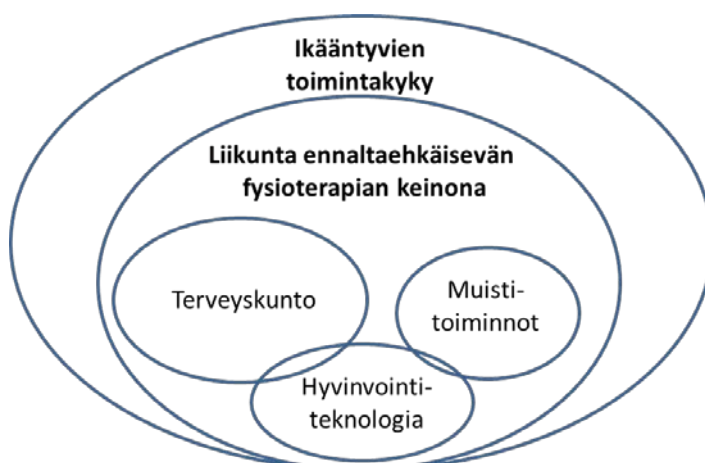 Ikääntyvien
toimintakyky
Liikunta ennaltaehkäisevän
fysioterapian keinona
Terveyskunto
Muisti-
toiminnot
Hyvinvointi-
teknologia